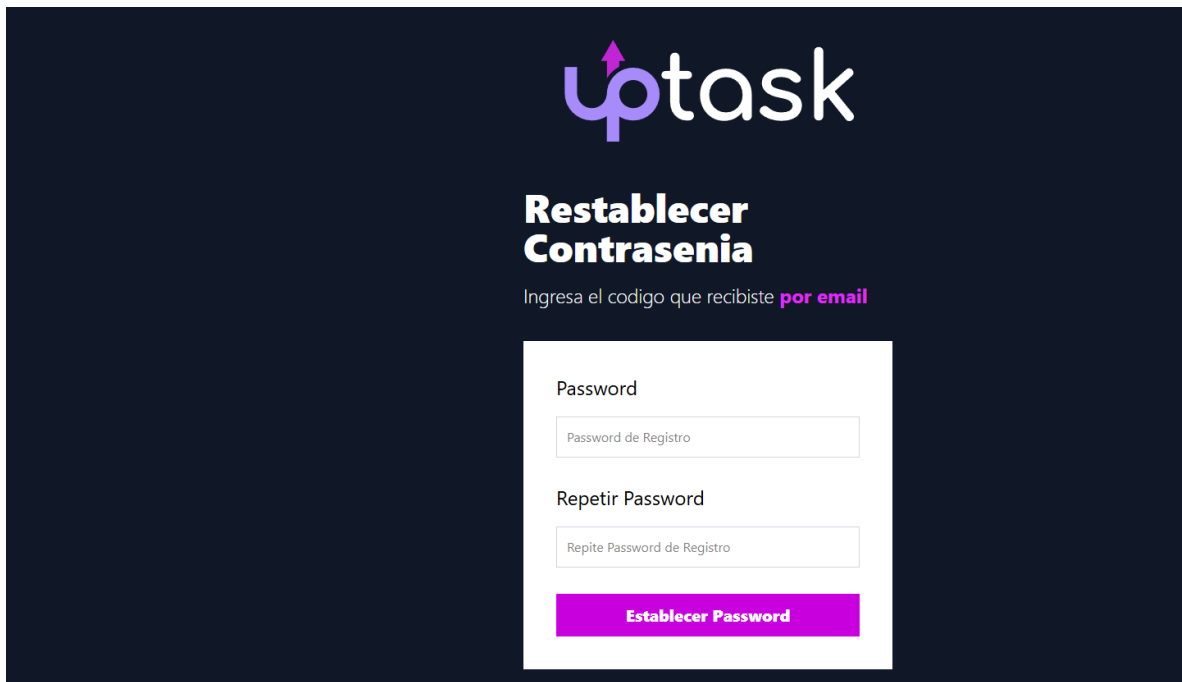 uptask
Restablecer
Contrasenia
Ingresa el codigo que recibiste por email
Password
Password de Registro
Repetir Password
Repite Password de Registro
Establecer Password